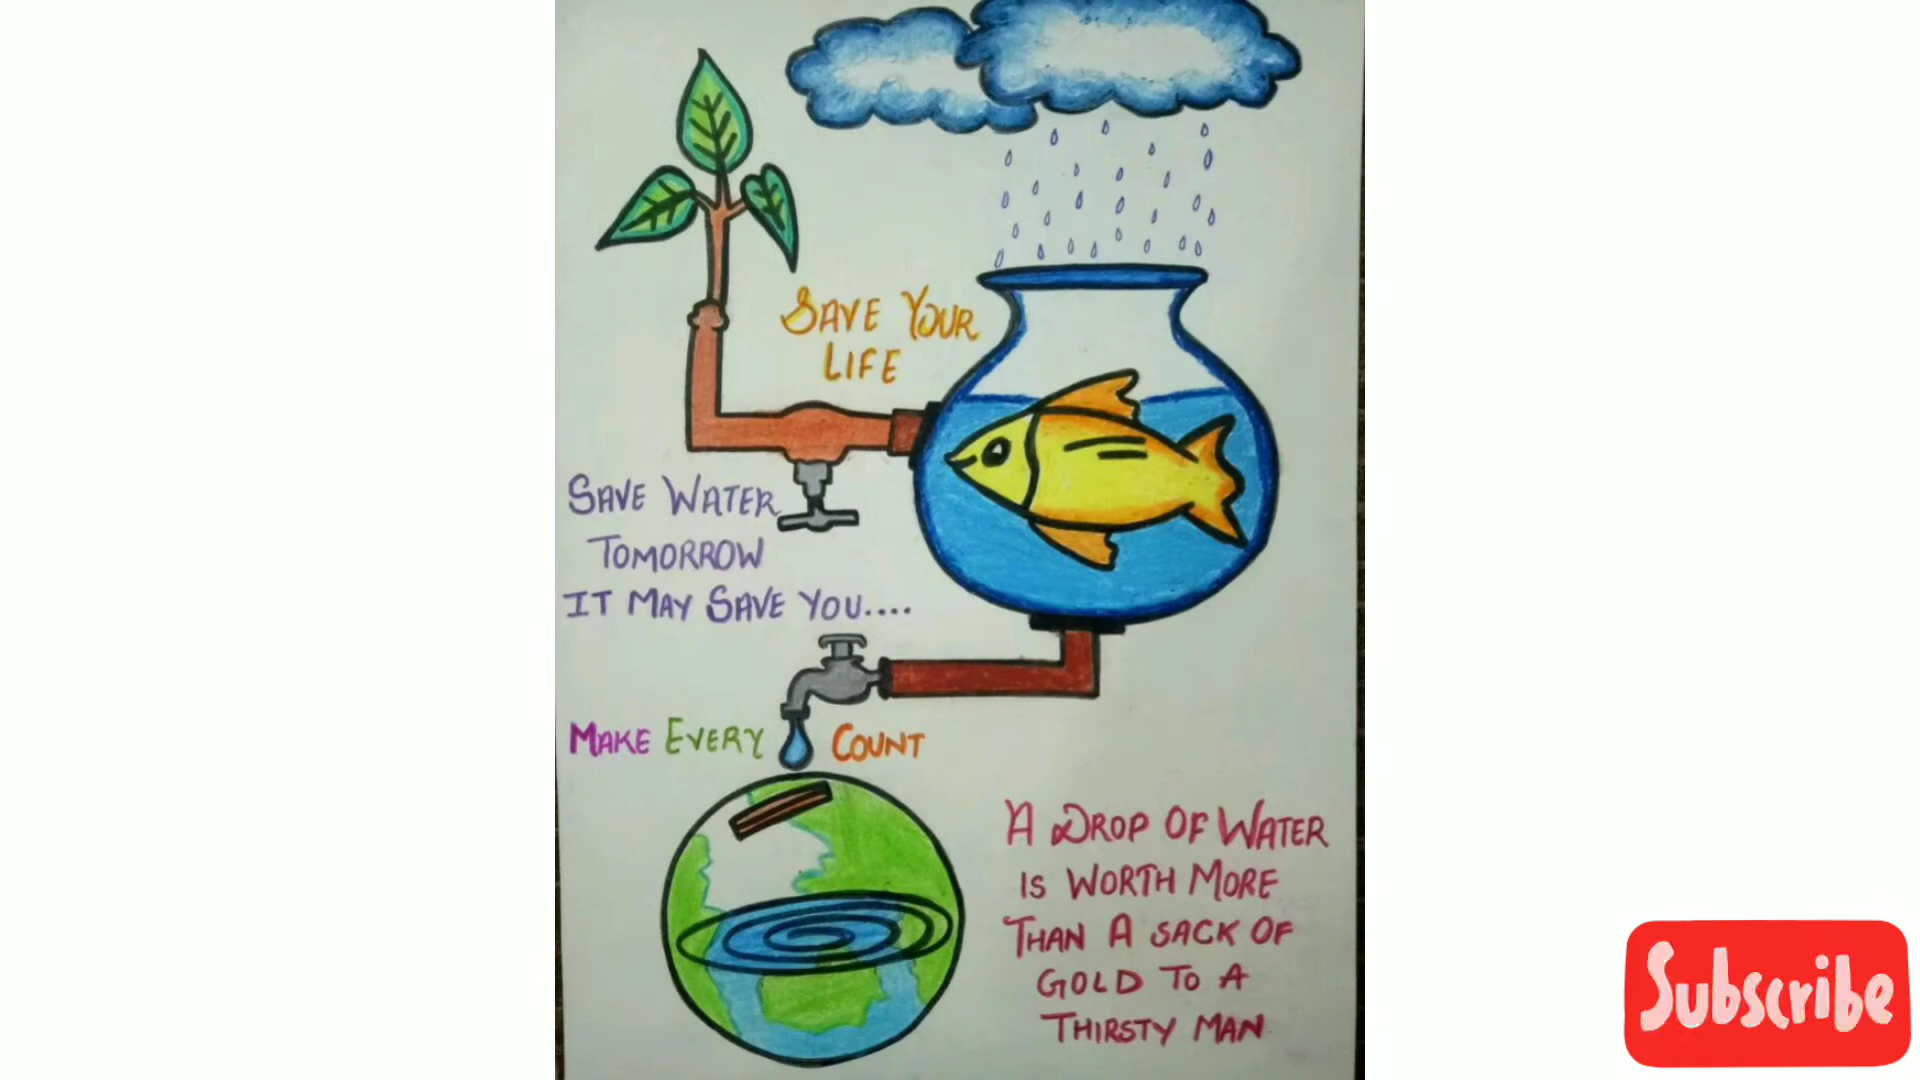 SAVE YOUR
LIFE
SAVE WATER
TOMORROW
IT MAY SAVE YOU....
MAKE EVERY COUNT
A DROP OF WATER
IS WORTH MORE
THAN A SACK OF
GOLD TO A
THIRSTY MAN
Subscribe